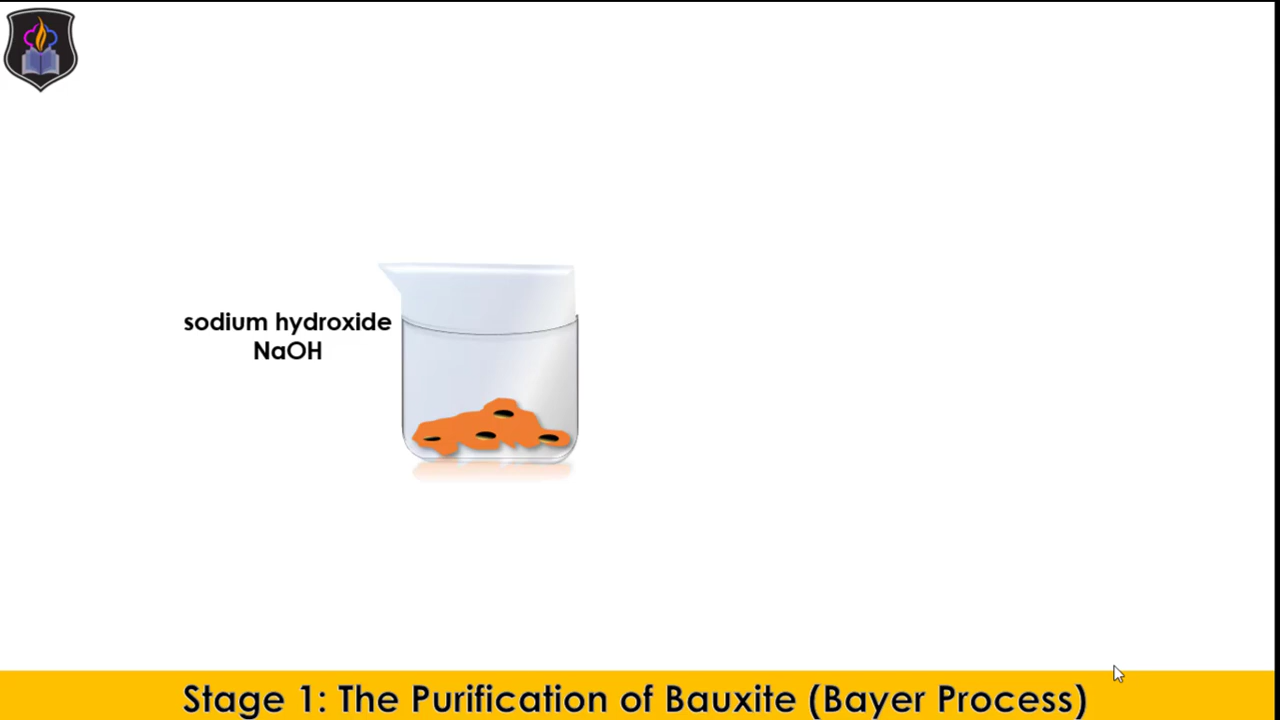 sodium hydroxide
NaOH
Stage 1: The Purification of Bauxite (Bayer Process)